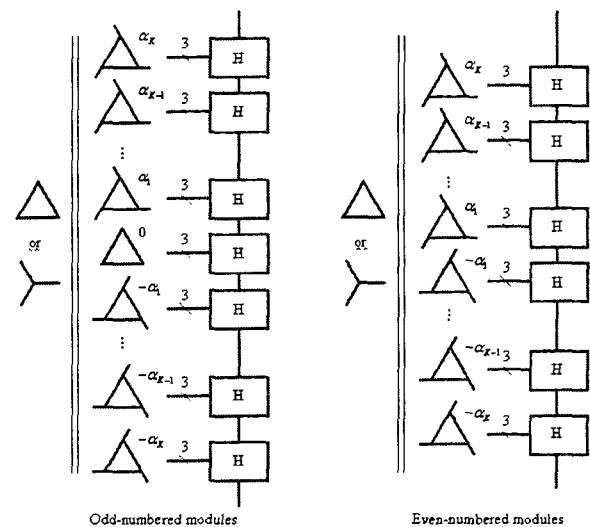 α_K 3 H
α_{K-1} 3 H
⋮
α_1 3 H
0 3 H
-α_1 3 H
⋮
-α_{K-1} 3 H
-α_K 3 H
or
Odd-numbered modules
α_K 3 H
α_{K-1} 3 H
⋮
α_1 3 H
-α_1 3 H
⋮
-α_{K-1} 3 H
-α_K 3 H
or
Even-numbered modules